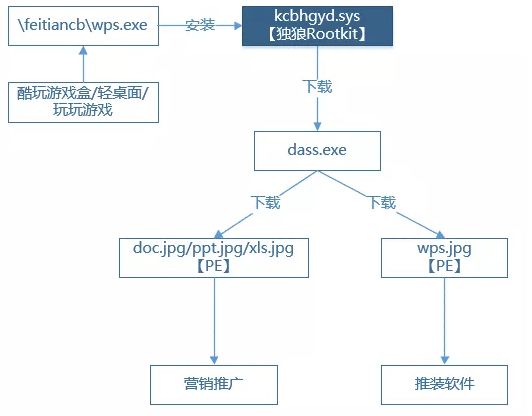 \feitiancb\wps.exe
安装
kcbhgyd.sys
【独狼Rootkit】
酷玩游戏盒/轻桌面/
玩玩游戏
下载
dass.exe
下载
下载
doc.jpg/ppt.jpg/xls.jpg
【PE】
wps.jpg
【PE】
营销推广
推装软件